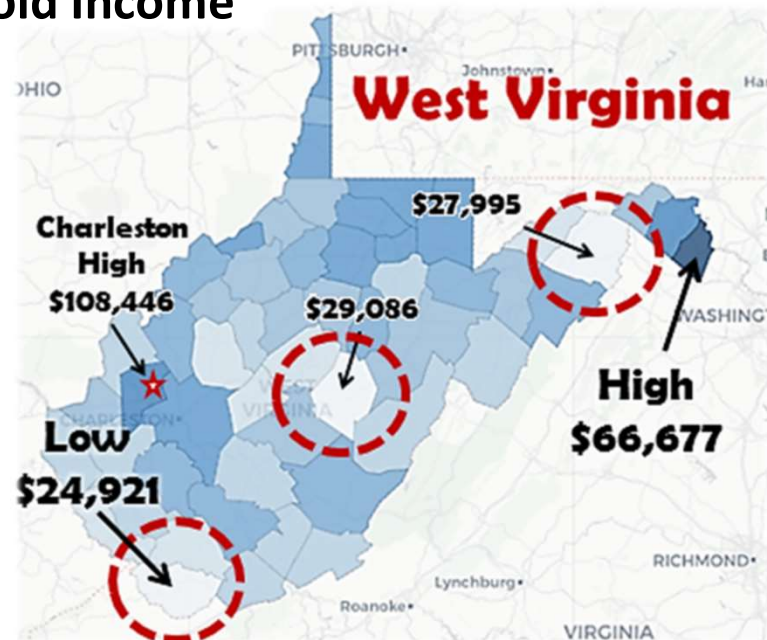 old Income
PITTSBURGH
Johnstown
OHIO
West Virginia
$27,995
Charleston
High
$108,446
$29,086
WASHING
High
$66,677
WEST
VIRGINIA
CHARLESTON
Low
$24,921
RICHMOND
Lynchburg
Roanoke
VIRGINIA